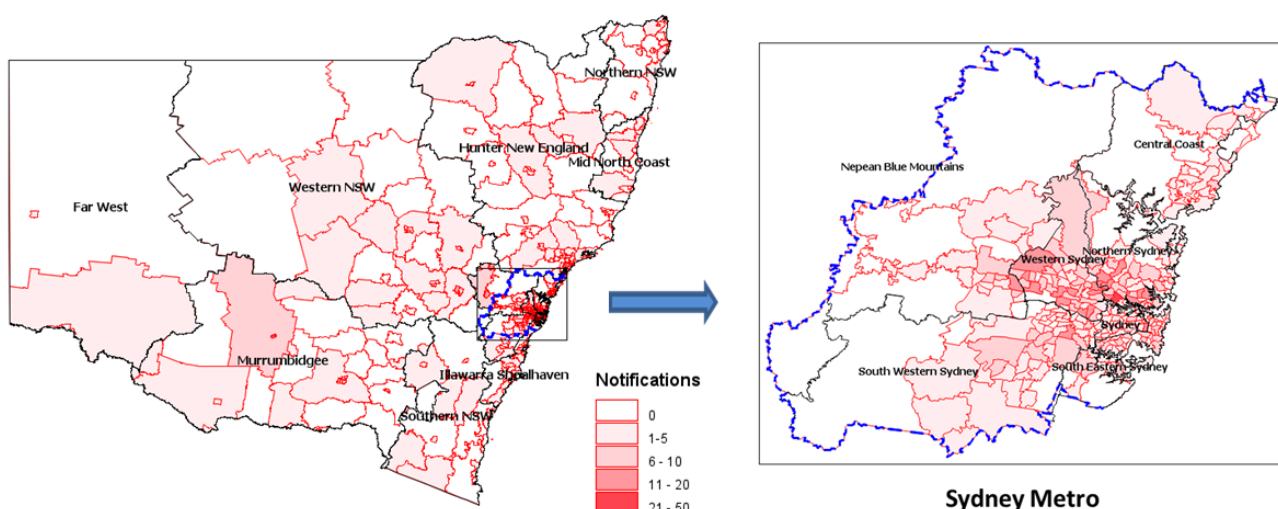 Northern NSW
Hunter New England
Mid North Coast
Western NSW
Far West
Murrumbidgee
Illawarra Shoalhaven
Southern NSW
Notifications
0
1-5
6 - 10
11 - 20
21 - 50
Central Coast
Nepean Blue Mountains
Northern Sydney
Western Sydney
Sydney
South Western Sydney
South Eastern Sydney
Sydney Metro